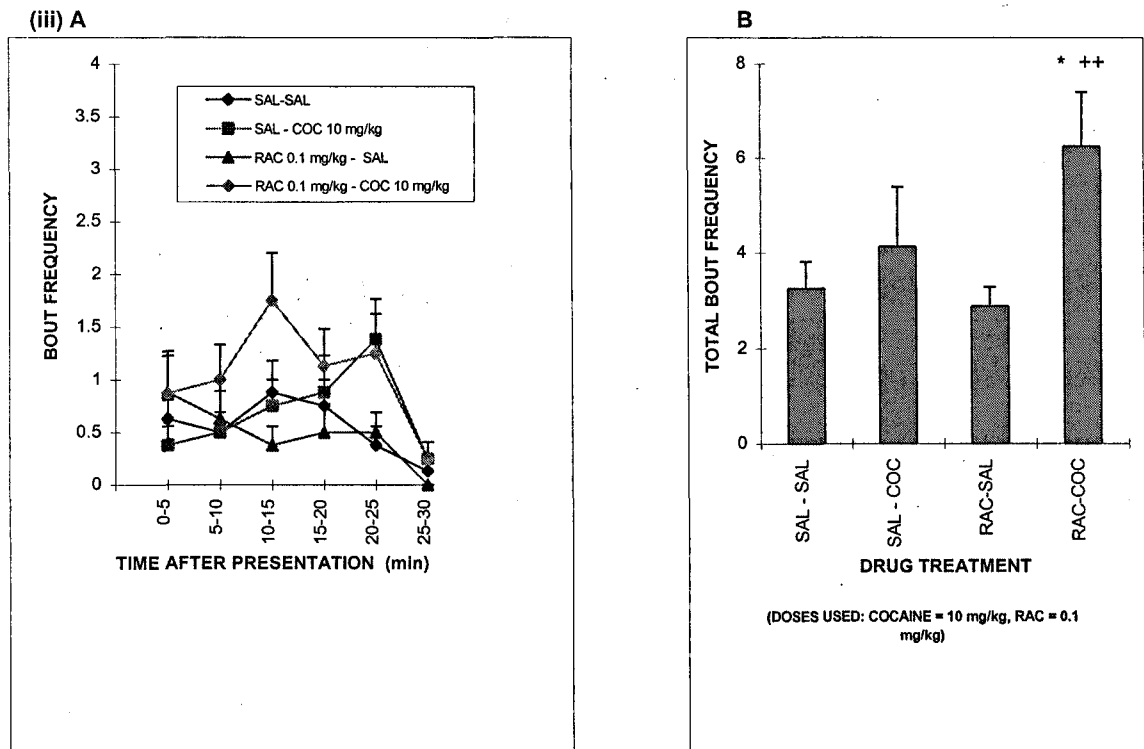 (iii) A
4
3.5
3
2.5
2
1.5
1
0.5
0
BOUT FREQUENCY
SAL-SAL
SAL - COC 10 mg/kg
RAC 0.1 mg/kg - SAL
RAC 0.1 mg/kg - COC 10 mg/kg
0-5
5-10
10-15
15-20
20-25
25-30
TIME AFTER PRESENTATION (min)
B
8
6
4
2
0
TOTAL BOUT FREQUENCY
* ++
SAL - SAL
SAL - COC
RAC-SAL
RAC-COC
DRUG TREATMENT
(DOSES USED: COCAINE = 10 mg/kg, RAC = 0.1
mg/kg)